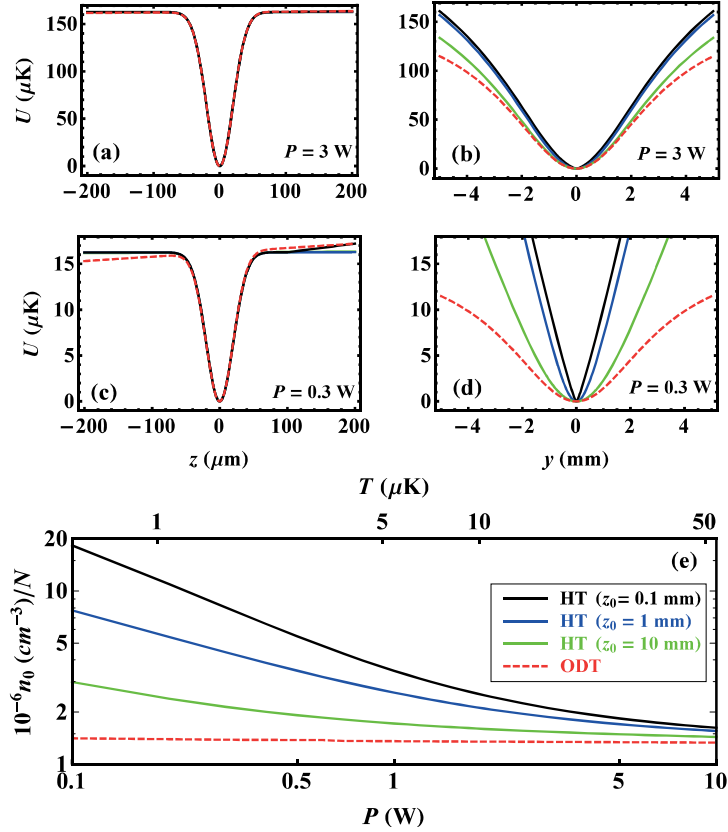 150
100
50
0
U (μK)
(a)
P = 3 W
−200
−100
0
100
200
150
100
50
0
(b)
P = 3 W
−4
−2
0
2
4
15
10
5
0
U (μK)
(c)
P = 0.3 W
−200
−100
0
100
200
z (μm)
15
10
5
0
(d)
P = 0.3 W
−4
−2
0
2
4
y (mm)
T (μK)
1
5
10
50
20
10
5
2
1
10⁻⁶n₀ (cm⁻³)/N
(e)
HT (z₀= 0.1 mm)
HT (z₀= 1 mm)
HT (z₀= 10 mm)
ODT
0.1
0.5
1
5
10
P (W)